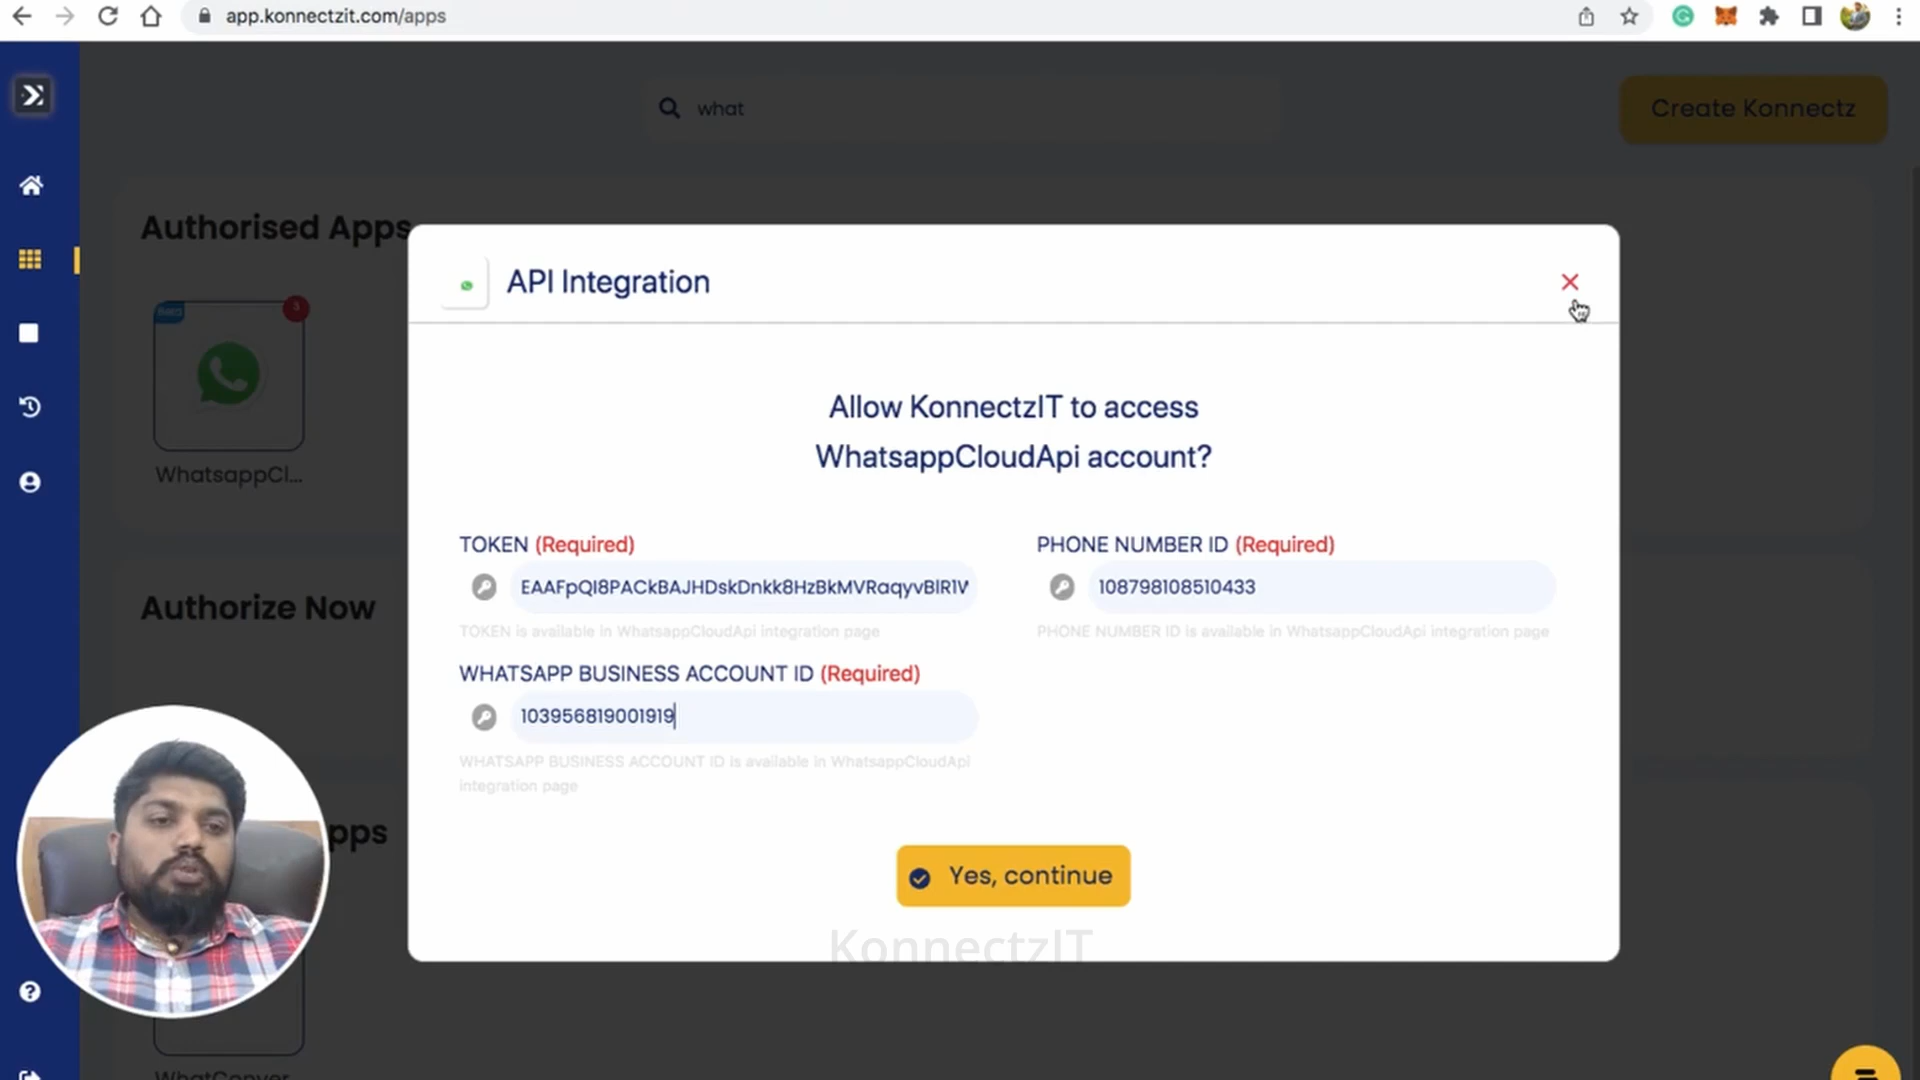 app.konnectzit.com/apps
what
Create Konnectz
Authorised Apps
3
WhatsappCl...
API Integration
Allow KonnectzIT to access
WhatsappCloudApi account?
TOKEN (Required)
PHONE NUMBER ID (Required)
EAAFpQI8PACkBAJHDskDnkk8HzBkMVRaqyvBlR1V
108798108510433
TOKEN is available in WhatsappCloudApi integration page
PHONE NUMBER ID is available in WhatsappCloudApi integration page
Authorize Now
WHATSAPP BUSINESS ACCOUNT ID (Required)
103956819001919
WHATSAPP BUSINESS ACCOUNT ID is available in WhatsappCloudApi
integration page
pps
Yes, continue
KonnectzIT
WhatConver